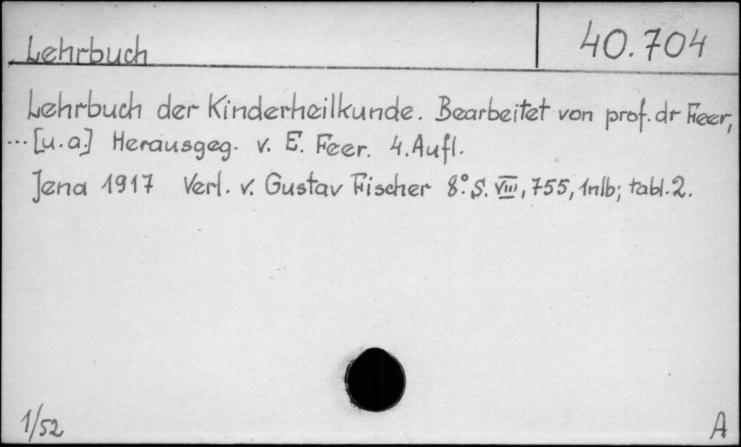 Lehrbuch
40.704
Lehrbuch der Kinderheilkunde. Bearbeitet von prof. dr Feer,
... [u.a.] Herausgeg. v. E. Feer. 4. Aufl.
Jena 1917 Verl. v. Gustav Fischer 8° S. VIII, 755, 1nlb; tabl. 2.
1/52
A